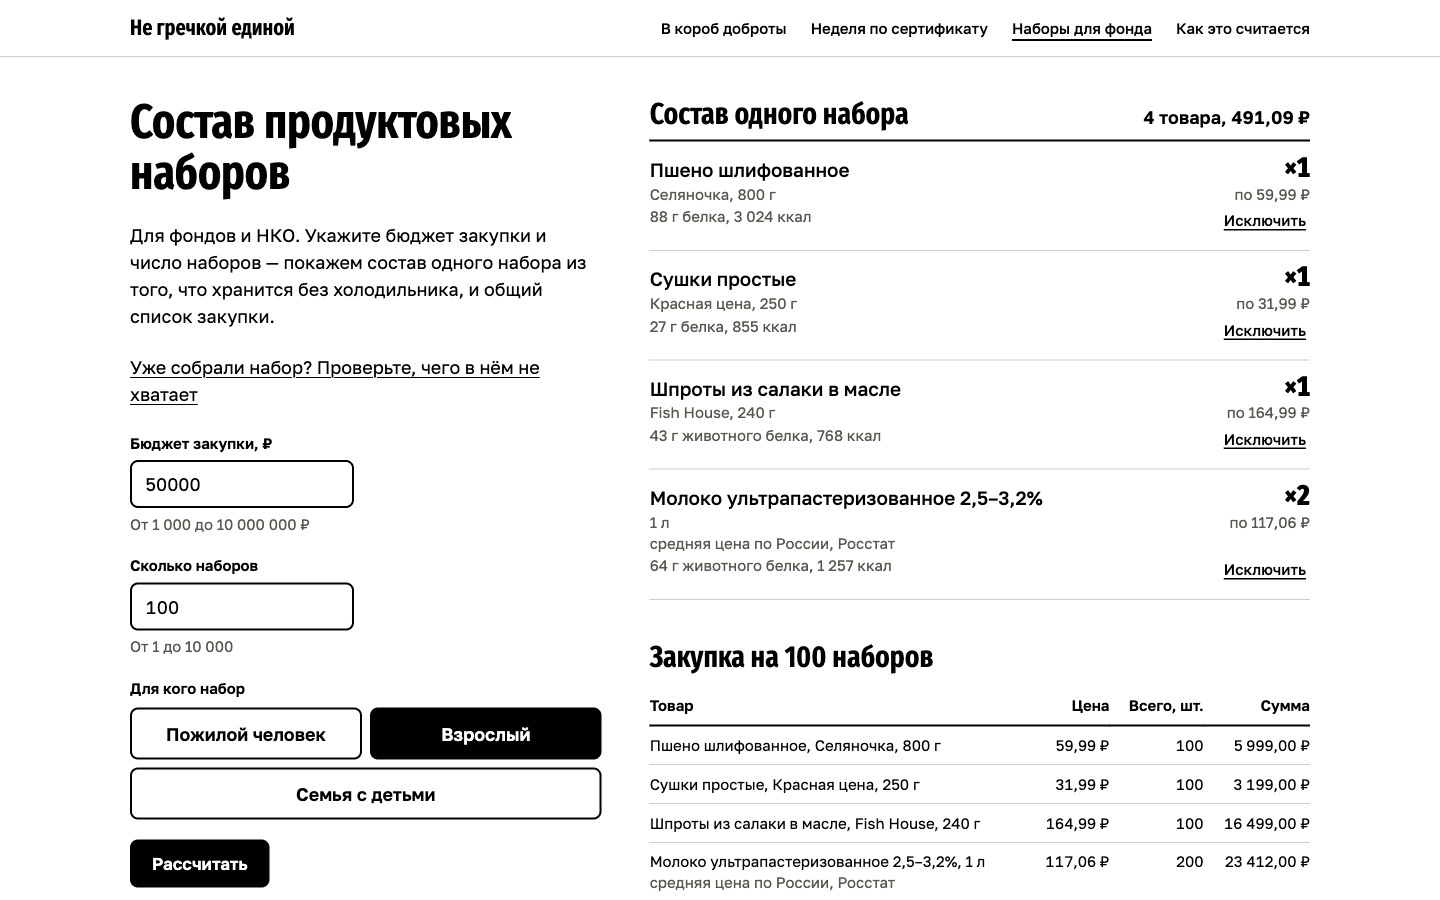 Не гречкой единой
В короб доброты
Неделя по сертификату
Наборы для фонда
Как это считается
Состав продуктовых
наборов
Для фондов и НКО. Укажите бюджет закупки и
число наборов — покажем состав одного набора из
того, что хранится без холодильника, и общий
список закупки.
Уже собрали набор? Проверьте, чего в нём не
хватает
Бюджет закупки, ₽
50000
От 1 000 до 10 000 000 ₽
Сколько наборов
100
От 1 до 10 000
Для кого набор
Пожилой человек
Взрослый
Семья с детьми
Рассчитать
Состав одного набора
4 товара, 491,09 ₽
Пшено шлифованное
×1
Селяночка, 800 г
по 59,99 ₽
88 г белка, 3 024 ккал
Исключить
Сушки простые
×1
Красная цена, 250 г
по 31,99 ₽
27 г белка, 855 ккал
Исключить
Шпроты из салаки в масле
×1
Fish House, 240 г
по 164,99 ₽
43 г животного белка, 768 ккал
Исключить
Молоко ультрапастеризованное 2,5–3,2%
×2
1 л
по 117,06 ₽
средняя цена по России, Росстат
64 г животного белка, 1 257 ккал
Исключить
Закупка на 100 наборов
Товар Цена Всего, шт. Сумма
Пшено шлифованное, Селяночка, 800 г 59,99 ₽ 100 5 999,00 ₽
Сушки простые, Красная цена, 250 г 31,99 ₽ 100 3 199,00 ₽
Шпроты из салаки в масле, Fish House, 240 г 164,99 ₽ 100 16 499,00 ₽
Молоко ультрапастеризованное 2,5–3,2%, 1 л 117,06 ₽ 200 23 412,00 ₽
средняя цена по России, Росстат